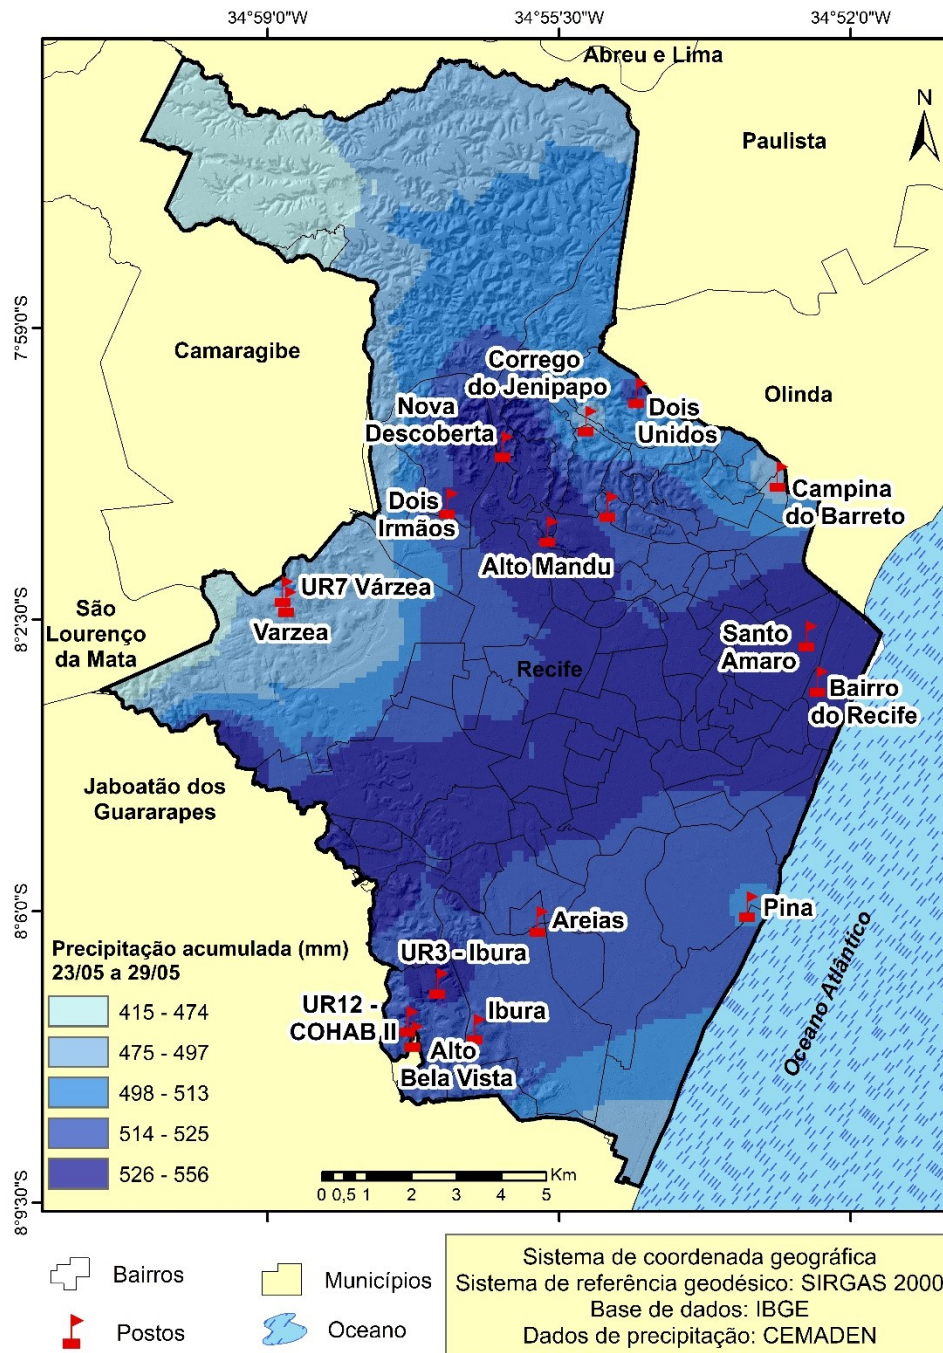 34°59'0"W
34°55'30"W
34°52'0"W
Abreu e Lima
N
Paulista
7°59'0"S
Camaragibe
Corrego
do Jenipapo
Olinda
Nova
Descoberta
Dois
Unidos
Dois
Irmãos
Campina
do Barreto
Alto Mandu
UR7 Várzea
São
Lourenço
da Mata
Varzea
8°2'30"S
Santo
Amaro
Recife
Bairro
do Recife
Jaboatão dos
Guararapes
8°6'0"S
Areias
Pina
Oceano Atlântico
Precipitação acumulada (mm)
23/05 a 29/05
415 - 474
475 - 497
498 - 513
514 - 525
526 - 556
UR3 - Ibura
UR12 -
COHAB II
Ibura
Alto
Bela Vista
Km
0 0,5 1 2 3 4 5
8°9'30"S
Bairros
Municípios
Postos
Oceano
Sistema de coordenada geográfica
Sistema de referência geodésico: SIRGAS 2000
Base de dados: IBGE
Dados de precipitação: CEMADEN